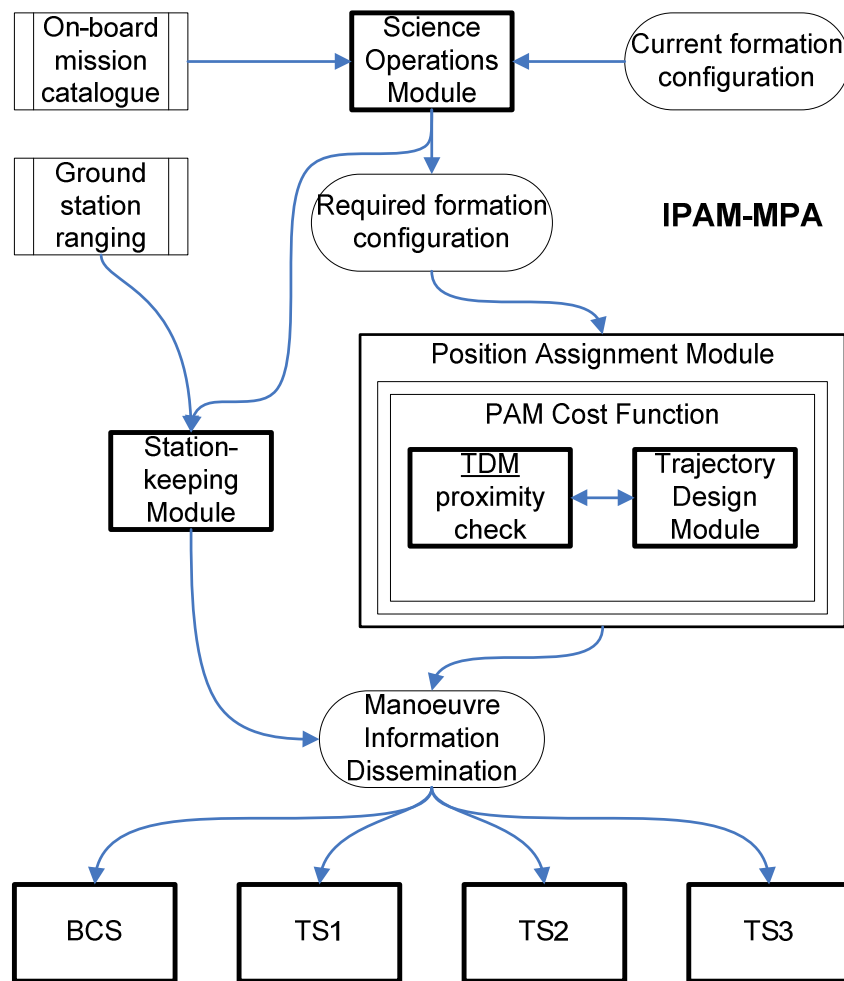 On-board
mission
catalogue
Science
Operations
Module
Current formation
configuration
Ground
station
ranging
Required formation
configuration
IPAM-MPA
Position Assignment Module
PAM Cost Function
TDM
proximity
check
Trajectory
Design
Module
Station-
keeping
Module
Manoeuvre
Information
Dissemination
BCS
TS1
TS2
TS3